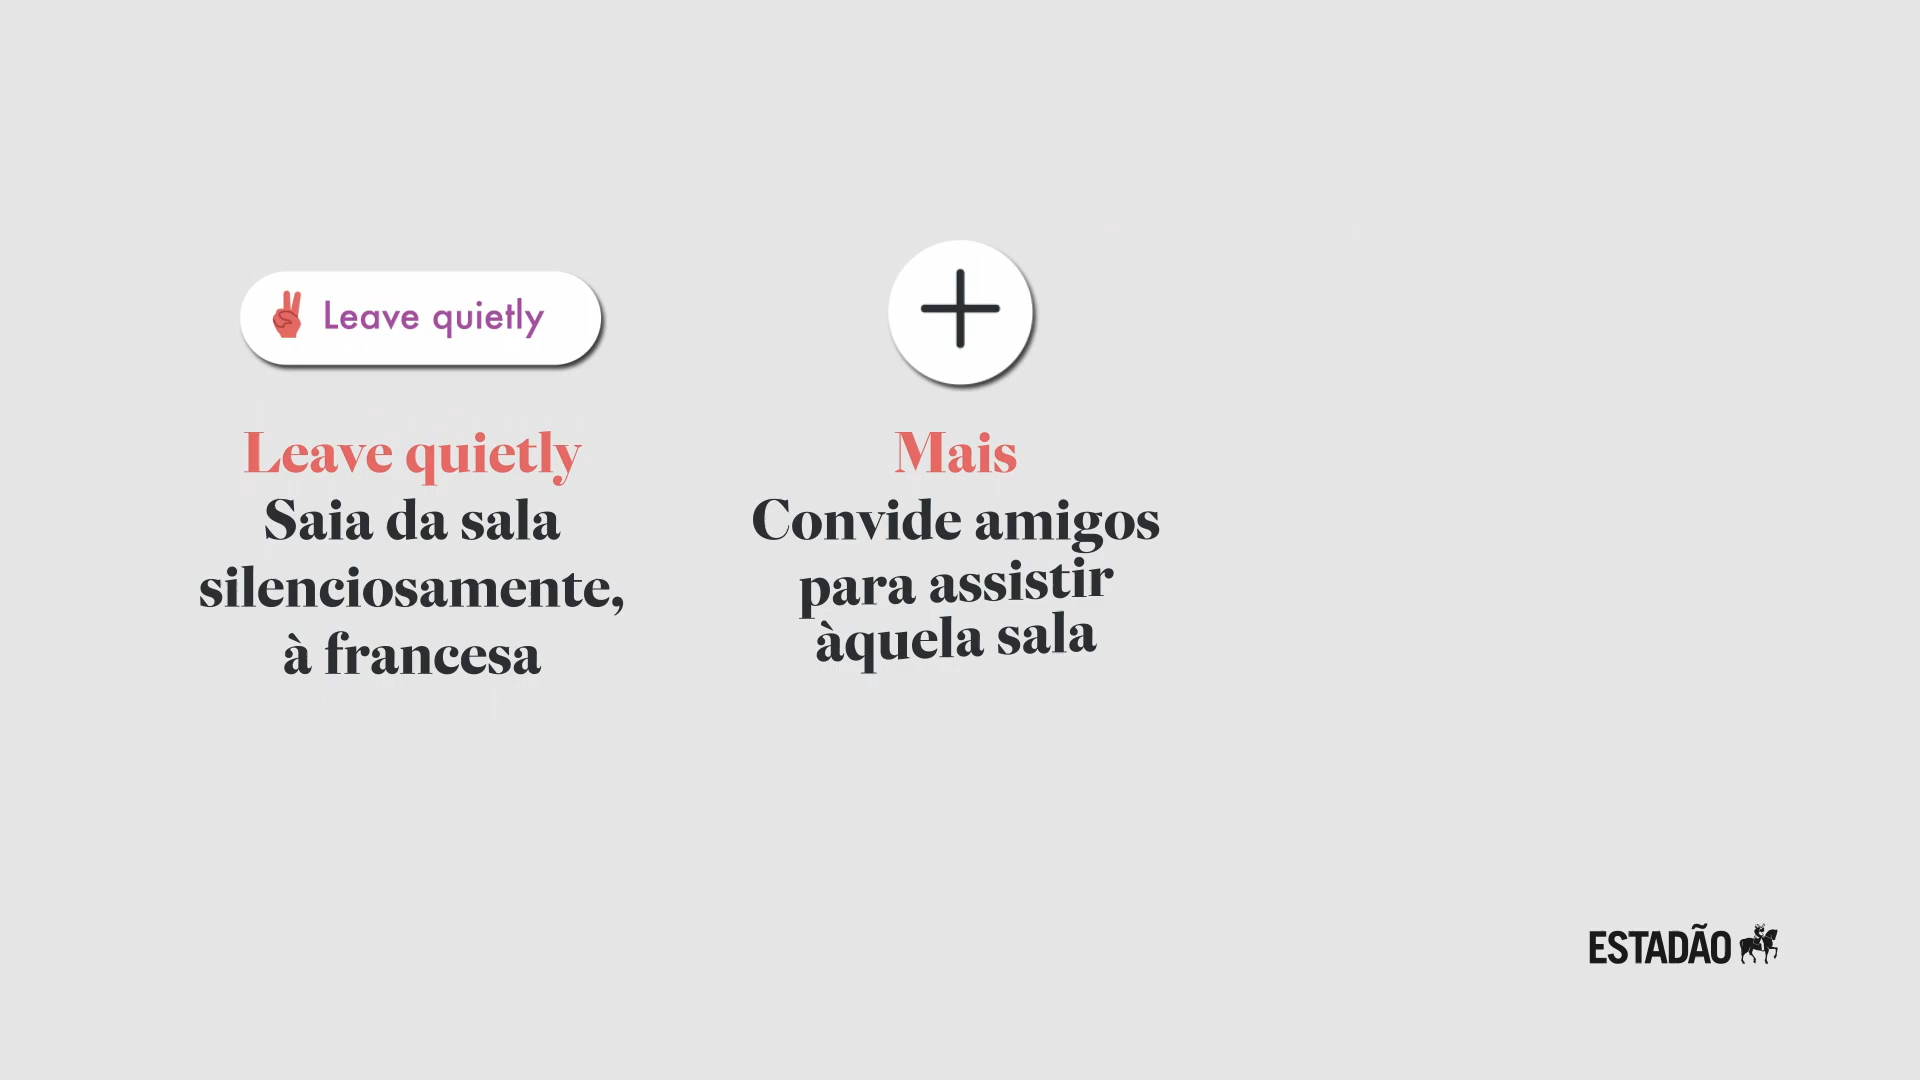 Leave quietly
Leave quietly
Saia da sala
silenciosamente,
à francesa
Mais
Convide amigos
para assistir
àquela sala
ESTADÃO